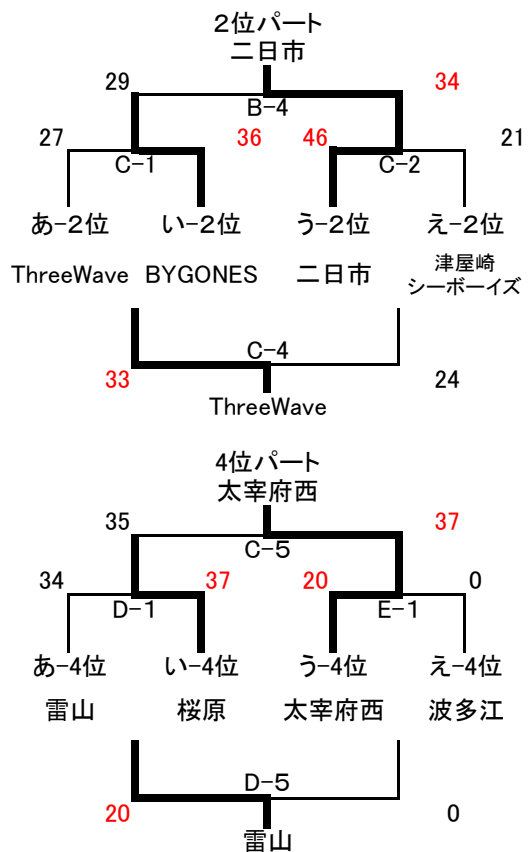 ２位パート
二日市
29
34
B-4
27
36
46
21
C-1
C-2
あ-２位
い-２位
う-２位
え-２位
ThreeWave
BYGONES
二日市
津屋崎
シーボーイズ
C-4
33
24
ThreeWave
4位パート
太宰府西
35
37
C-5
34
37
20
0
D-1
E-1
あ-4位
い-4位
う-4位
え-4位
雷山
桜原
太宰府西
波多江
D-5
20
0
雷山